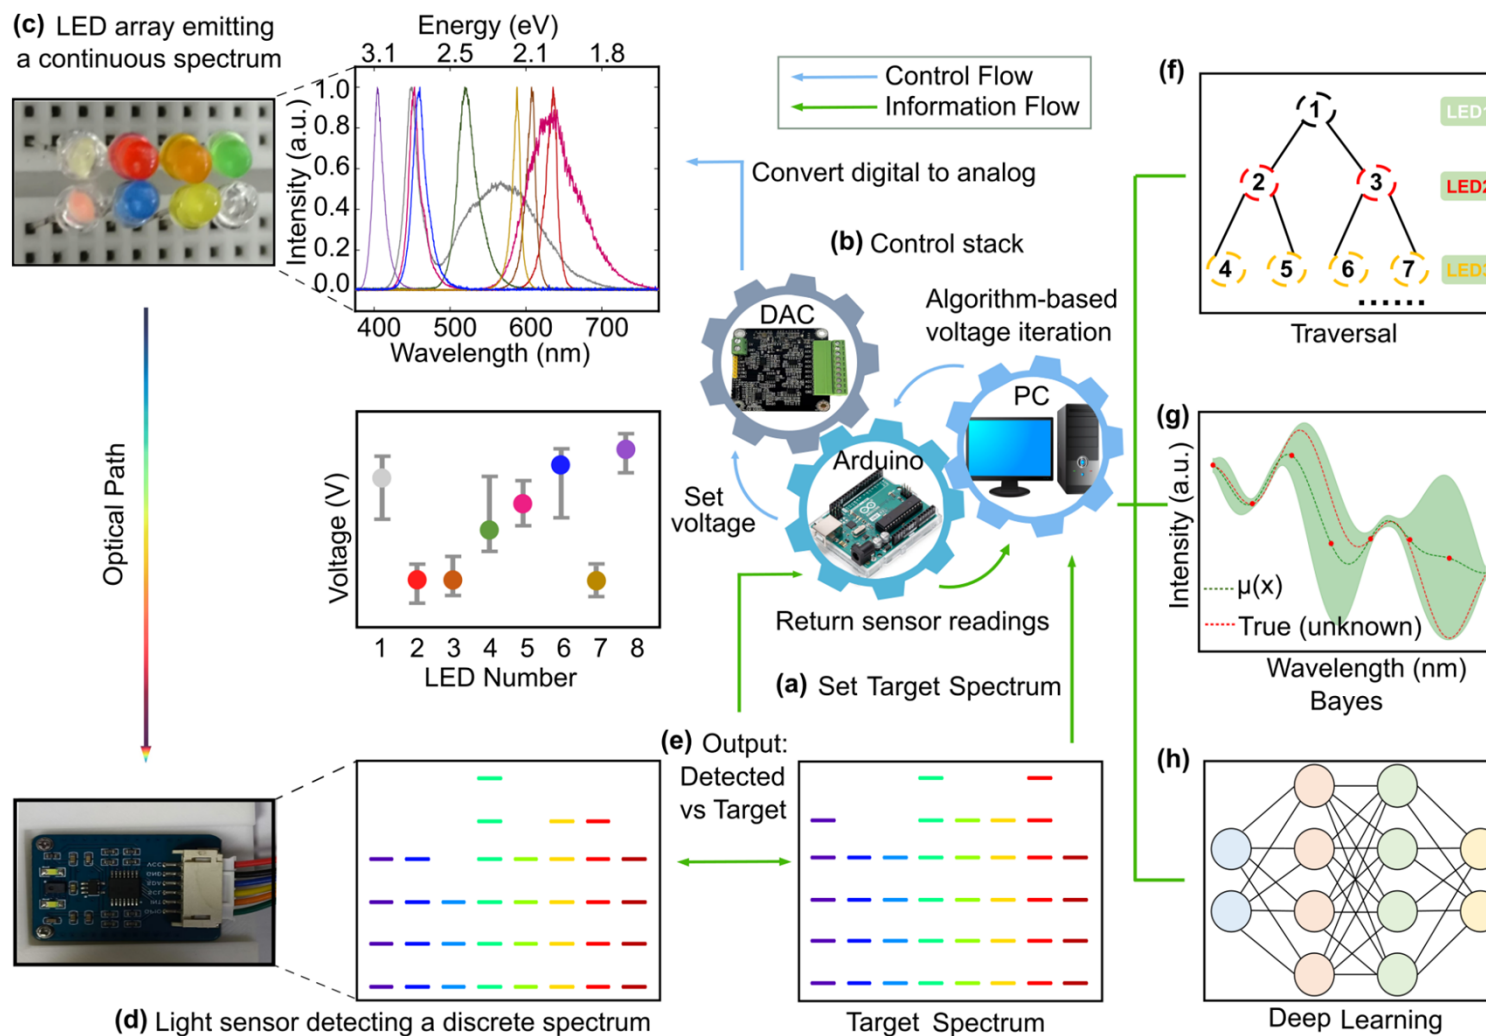 (c) LED array emitting
a continuous spectrum
Energy (eV)
3.1 2.5 2.1 1.8
Intensity (a.u.)
1.0
0.8
0.6
0.4
0.2
0.0
400 500 600 700
Wavelength (nm)
Control Flow
Information Flow
Convert digital to analog
(b) Control stack
DAC
Algorithm-based
voltage iteration
PC
Arduino
Set
voltage
Return sensor readings
(a) Set Target Spectrum
Optical Path
Voltage (V)
1 2 3 4 5 6 7 8
LED Number
(e) Output:
Detected
vs Target
(d) Light sensor detecting a discrete spectrum
Target Spectrum
(f)
1
LED1
2 3
LED2
4 5 6 7
LED3
......
Traversal
(g)
Intensity (a.u.)
μ(x)
True (unknown)
Wavelength (nm)
Bayes
(h)
Deep Learning